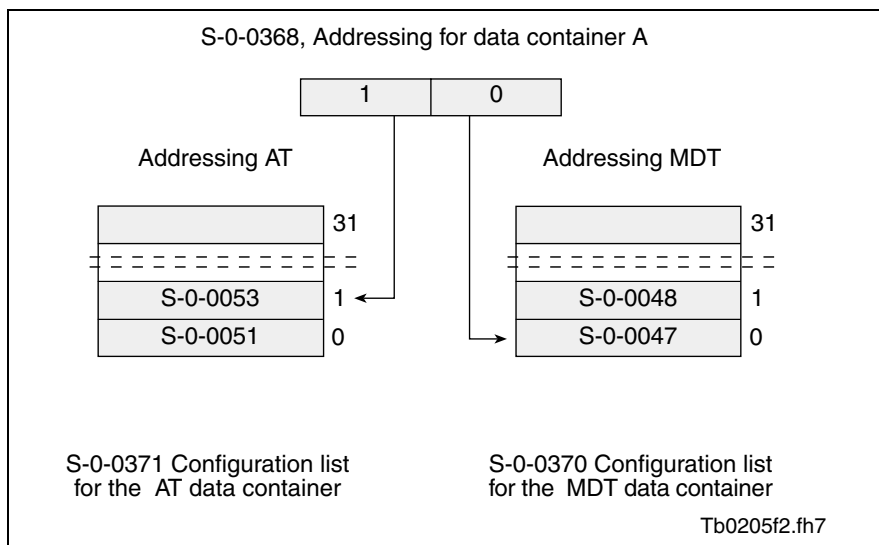 S-0-0368, Addressing for data container A
1 0
Addressing AT
Addressing MDT
31
S-0-0053 1
S-0-0051 0
31
S-0-0048 1
S-0-0047 0
S-0-0371 Configuration list
for the AT data container
S-0-0370 Configuration list
for the MDT data container
Tb0205f2.fh7